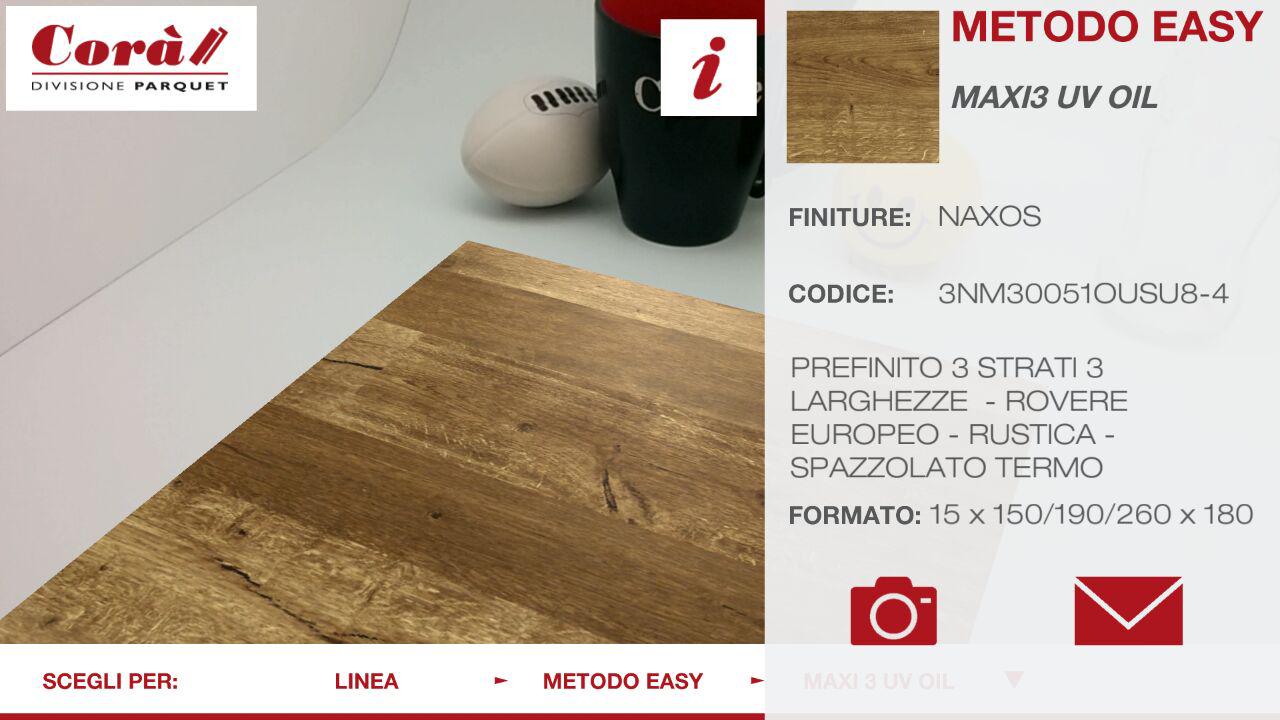 Corà
DIVISIONE PARQUET
i
METODO EASY
MAXI3 UV OIL
FINITURE: NAXOS
CODICE: 3NM30051OUSU8-4
PREFINITO 3 STRATI 3
LARGHEZZE - ROVERE
EUROPEO - RUSTICA -
SPAZZOLATO TERMO
FORMATO: 15 x 150/190/260 x 180
SCEGLI PER: LINEA ► METODO EASY ► MAXI 3 UV OIL ▼